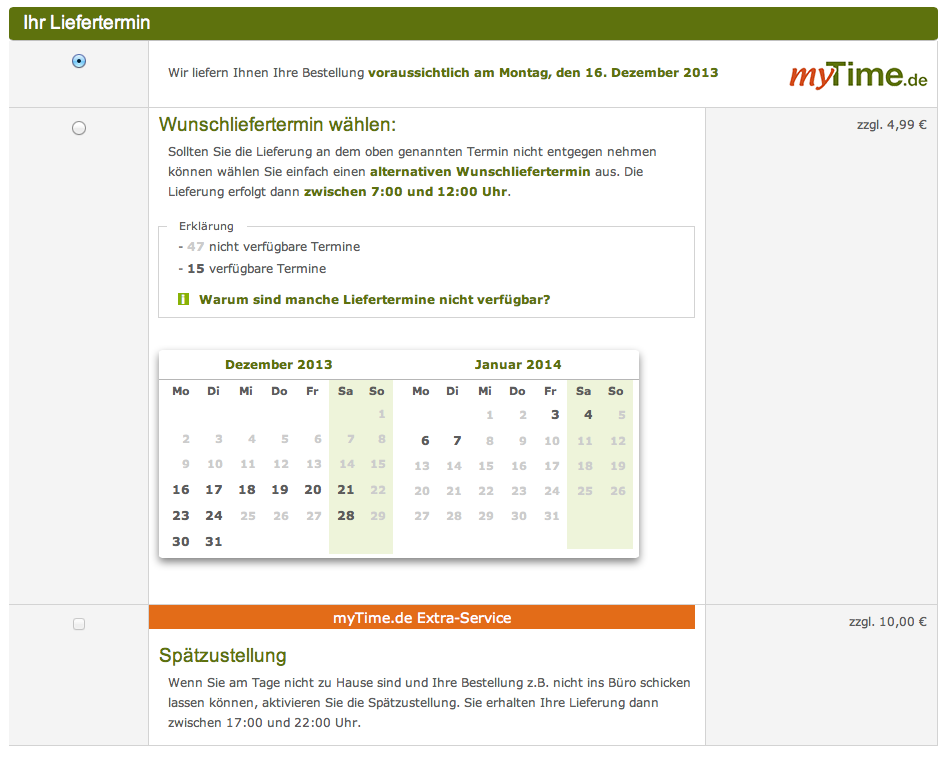 Ihr Liefertermin
Wir liefern Ihnen Ihre Bestellung voraussichtlich am Montag, den 16. Dezember 2013
myTime.de
Wunschliefertermin wählen:
zzgl. 4,99 €
Sollten Sie die Lieferung an dem oben genannten Termin nicht entgegen nehmen
können wählen Sie einfach einen alternativen Wunschliefertermin aus. Die
Lieferung erfolgt dann zwischen 7:00 und 12:00 Uhr.
Erklärung
- 47 nicht verfügbare Termine
- 15 verfügbare Termine
i Warum sind manche Liefertermine nicht verfügbar?
Dezember 2013
Mo Di Mi Do Fr Sa So
1
2 3 4 5 6 7 8
9 10 11 12 13 14 15
16 17 18 19 20 21 22
23 24 25 26 27 28 29
30 31
Januar 2014
Mo Di Mi Do Fr Sa So
1 2 3 4 5
6 7 8 9 10 11 12
13 14 15 16 17 18 19
20 21 22 23 24 25 26
27 28 29 30 31
myTime.de Extra-Service
zzgl. 10,00 €
Spätzustellung
Wenn Sie am Tage nicht zu Hause sind und Ihre Bestellung z.B. nicht ins Büro schicken
lassen können, aktivieren Sie die Spätzustellung. Sie erhalten Ihre Lieferung dann
zwischen 17:00 und 22:00 Uhr.